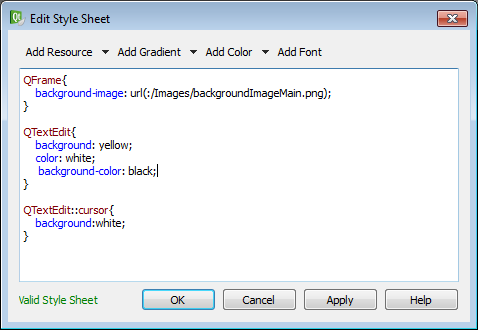 Qt Edit Style Sheet
Add Resource Add Gradient Add Color Add Font
QFrame{
    background-image: url(:/Images/backgroundImageMain.png);
}

QTextEdit{
    background: yellow;
    color: white;
     background-color: black;
}

QTextEdit::cursor{
    background:white;
}
Valid Style Sheet OK Cancel Apply Help